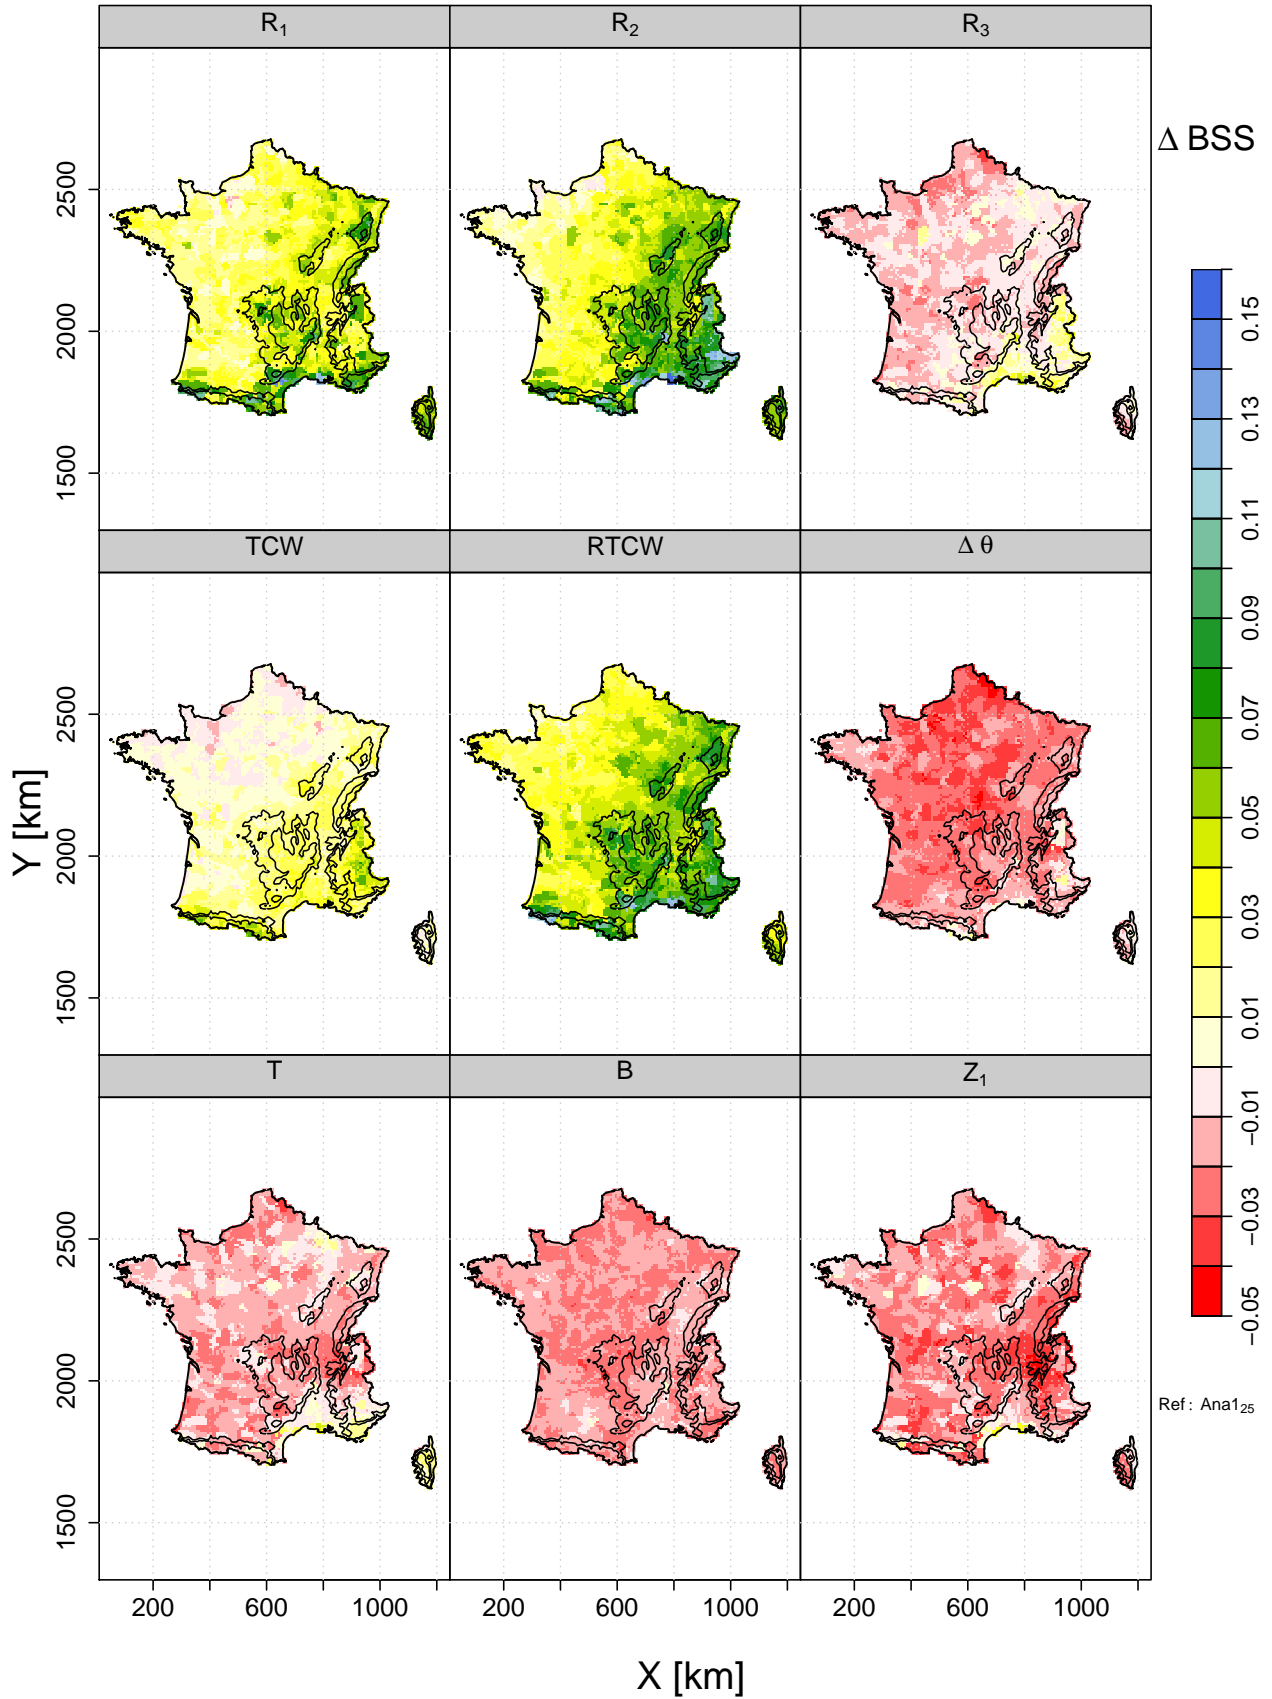 R₁ R₂ R₃
Δ BSS
2500
2000
1500
0.15
0.13
0.11
0.09
0.07
0.05
0.03
0.01
−0.01
−0.03
−0.05
TCW RTCW Δ θ
Y [km]
2500
2000
1500
Ref : Ana1₂₅
T B Z₁
2500
2000
1500
200 600 1000 200 600 1000 200 600 1000
X [km]